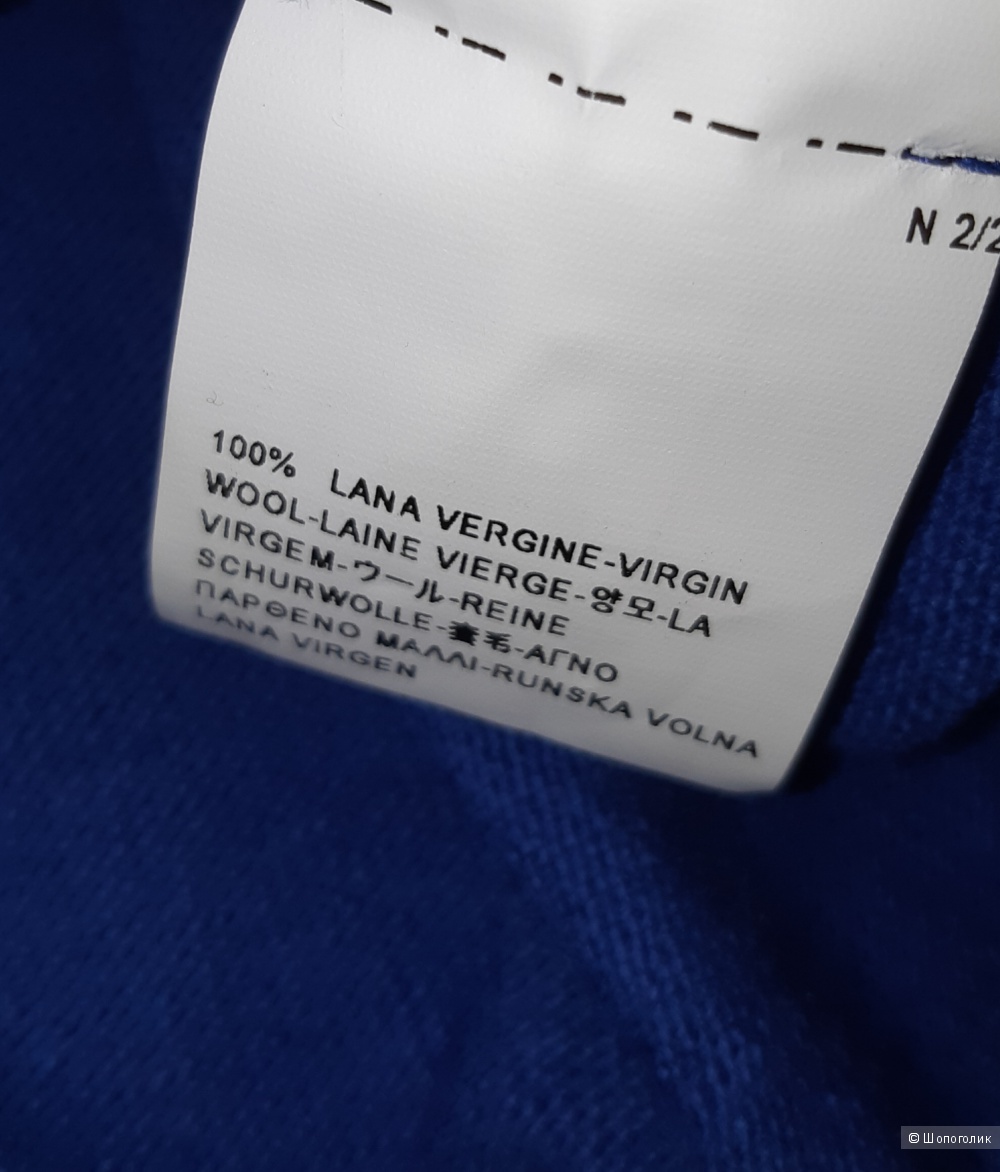 N 2/2
100% LANA VERGINE-VIRGIN
WOOL-LAINE VIERGE-양모-LA
VIRGEM-ウール-REINE
SCHURWOLLE-羊毛-ΑΓΝΟ
ΠΑΡΘΕΝΟ ΜΑΛΛΙ-RUNSKA VOLNA
LANA VIRGEN
© Шопоголик